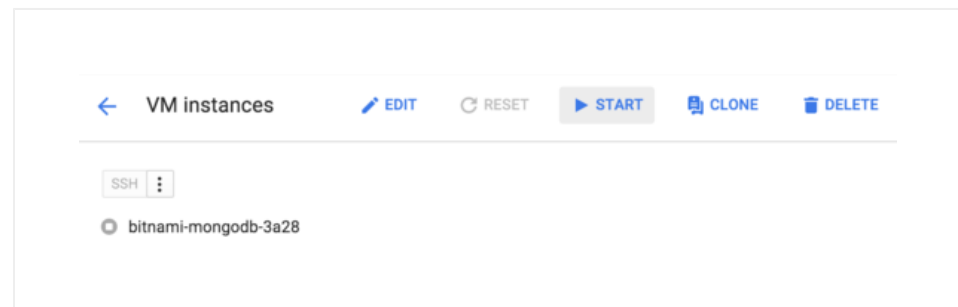 VM instances EDIT RESET START CLONE DELETE
SSH
bitnami-mongodb-3a28